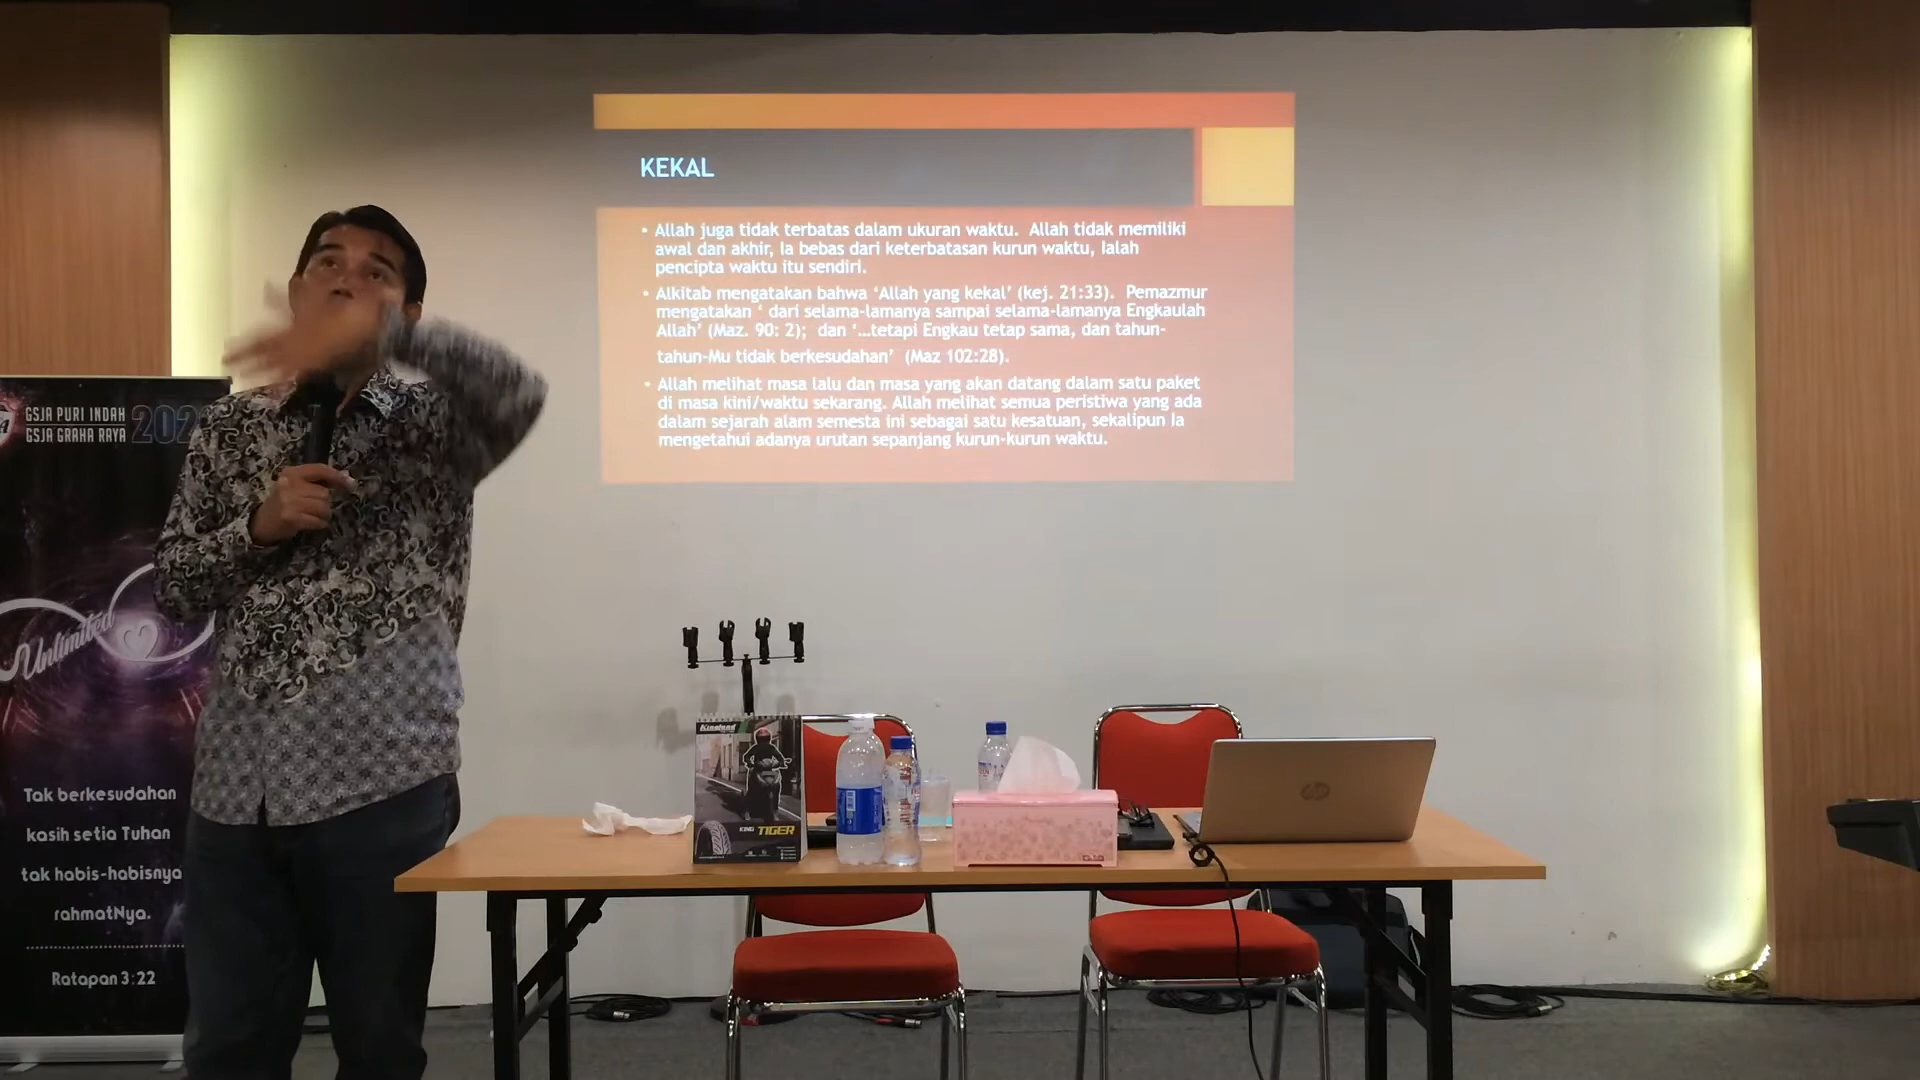 KEKAL
• Allah juga tidak terbatas dalam ukuran waktu. Allah tidak memiliki
awal dan akhir, Ia bebas dari keterbatasan kurun waktu, Ialah
pencipta waktu itu sendiri.
• Alkitab mengatakan bahwa ‘Allah yang kekal’ (kej. 21:33). Pemazmur
mengatakan ‘ dari selama-lamanya sampai selama-lamanya Engkaulah
Allah’ (Maz. 90: 2); dan ‘…tetapi Engkau tetap sama, dan tahun-
tahun-Mu tidak berkesudahan’ (Maz 102:28).
• Allah melihat masa lalu dan masa yang akan datang dalam satu paket
di masa kini/waktu sekarang. Allah melihat semua peristiwa yang ada
dalam sejarah alam semesta ini sebagai satu kesatuan, sekalipun Ia
mengetahui adanya urutan sepanjang kurun-kurun waktu.
GSJA PURI INDAH
GSJA GRAHA RAYA
202
Unlimited
Tak berkesudahan
kasih setia Tuhan
tak habis-habisnya
rahmatNya.
Ratapan 3:22
Kingland
KING TIGER
hp